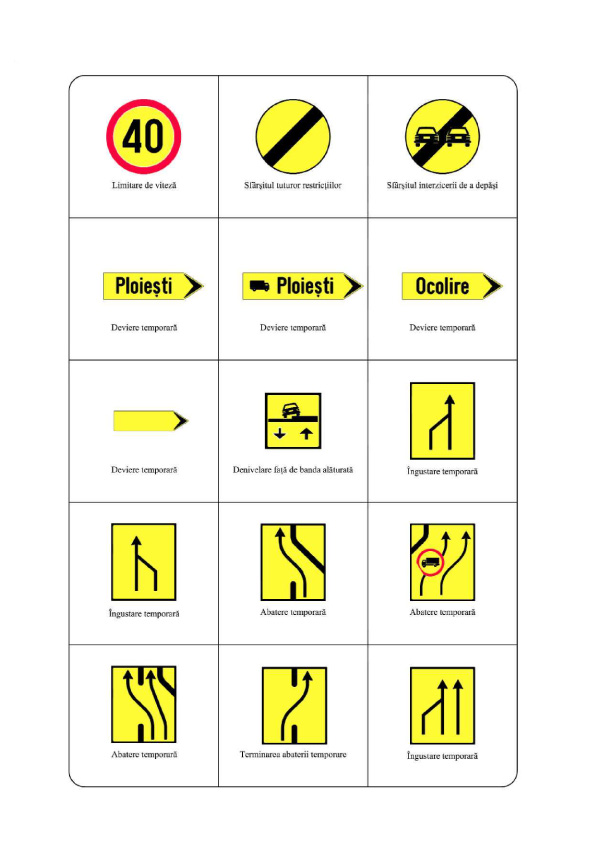 40
Limitare de viteză
Sfârșitul tuturor restricțiilor
Sfârșitul interzicerii de a depăși
Ploiești
Ploiești
Ocolire
Deviere temporară
Deviere temporară
Deviere temporară
Deviere temporară
Denivelare față de banda alăturată
Îngustare temporară
Îngustare temporară
Abatere temporară
Abatere temporară
Abatere temporară
Terminarea abaterii temporare
Îngustare temporară